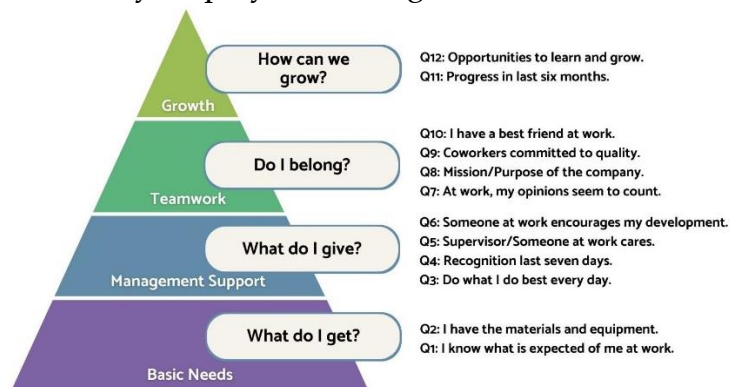 How can we
grow?
Growth
Q12: Opportunities to learn and grow.
Q11: Progress in last six months.
Do I belong?
Teamwork
Q10: I have a best friend at work.
Q9: Coworkers committed to quality.
Q8: Mission/Purpose of the company.
Q7: At work, my opinions seem to count.
What do I give?
Management Support
Q6: Someone at work encourages my development.
Q5: Supervisor/Someone at work cares.
Q4: Recognition last seven days.
Q3: Do what I do best every day.
What do I get?
Basic Needs
Q2: I have the materials and equipment.
Q1: I know what is expected of me at work.